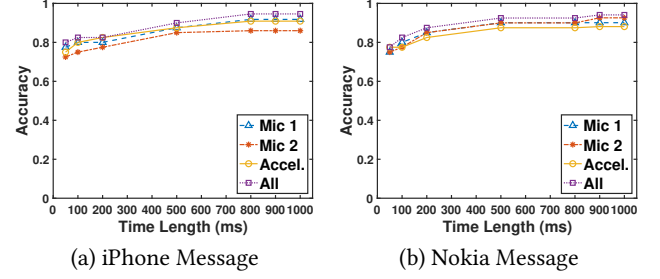 1
0.8
0.6
0.4
0.2
0
Accuracy
0 100 200 300 400 500 600 700 800 900 1000
Time Length (ms)
Mic 1
Mic 2
Accel.
All
(a) iPhone Message
1
0.8
0.6
0.4
0.2
0
Accuracy
0 100 200 300 400 500 600 700 800 900 1000
Time Length (ms)
Mic 1
Mic 2
Accel.
All
(b) Nokia Message